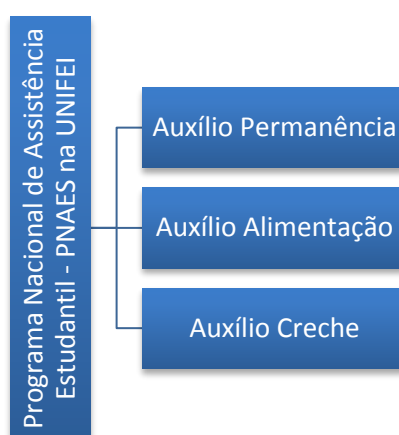 Programa Nacional de Assistência
Estudantil - PNAES na UNIFEI
Auxílio Permanência
Auxílio Alimentação
Auxílio Creche